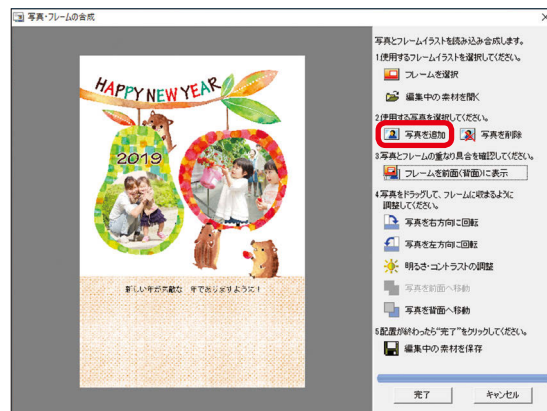 写真・フレームの合成
HAPPY NEW YEAR
2019
新しい年が素敵な 年でありますように!
写真とフレームイラストを読み込み合成します。
1使用するフレームイラストを選択してください。
フレームを選択
編集中の素材を開く
2使用する写真を選択してください。
写真を追加 写真を削除
3写真とフレームの重なり具合を確認してください。
フレームを前面(背面)に表示
4写真をドラッグして、フレームに収まるように
調整してください。
写真を右方向に回転
写真を左方向に回転
明るさ・コントラストの調整
写真を前面へ移動
写真を背面へ移動
5配置が終わったら"完了"をクリックしてください。
編集中の素材を保存
完了 キャンセル